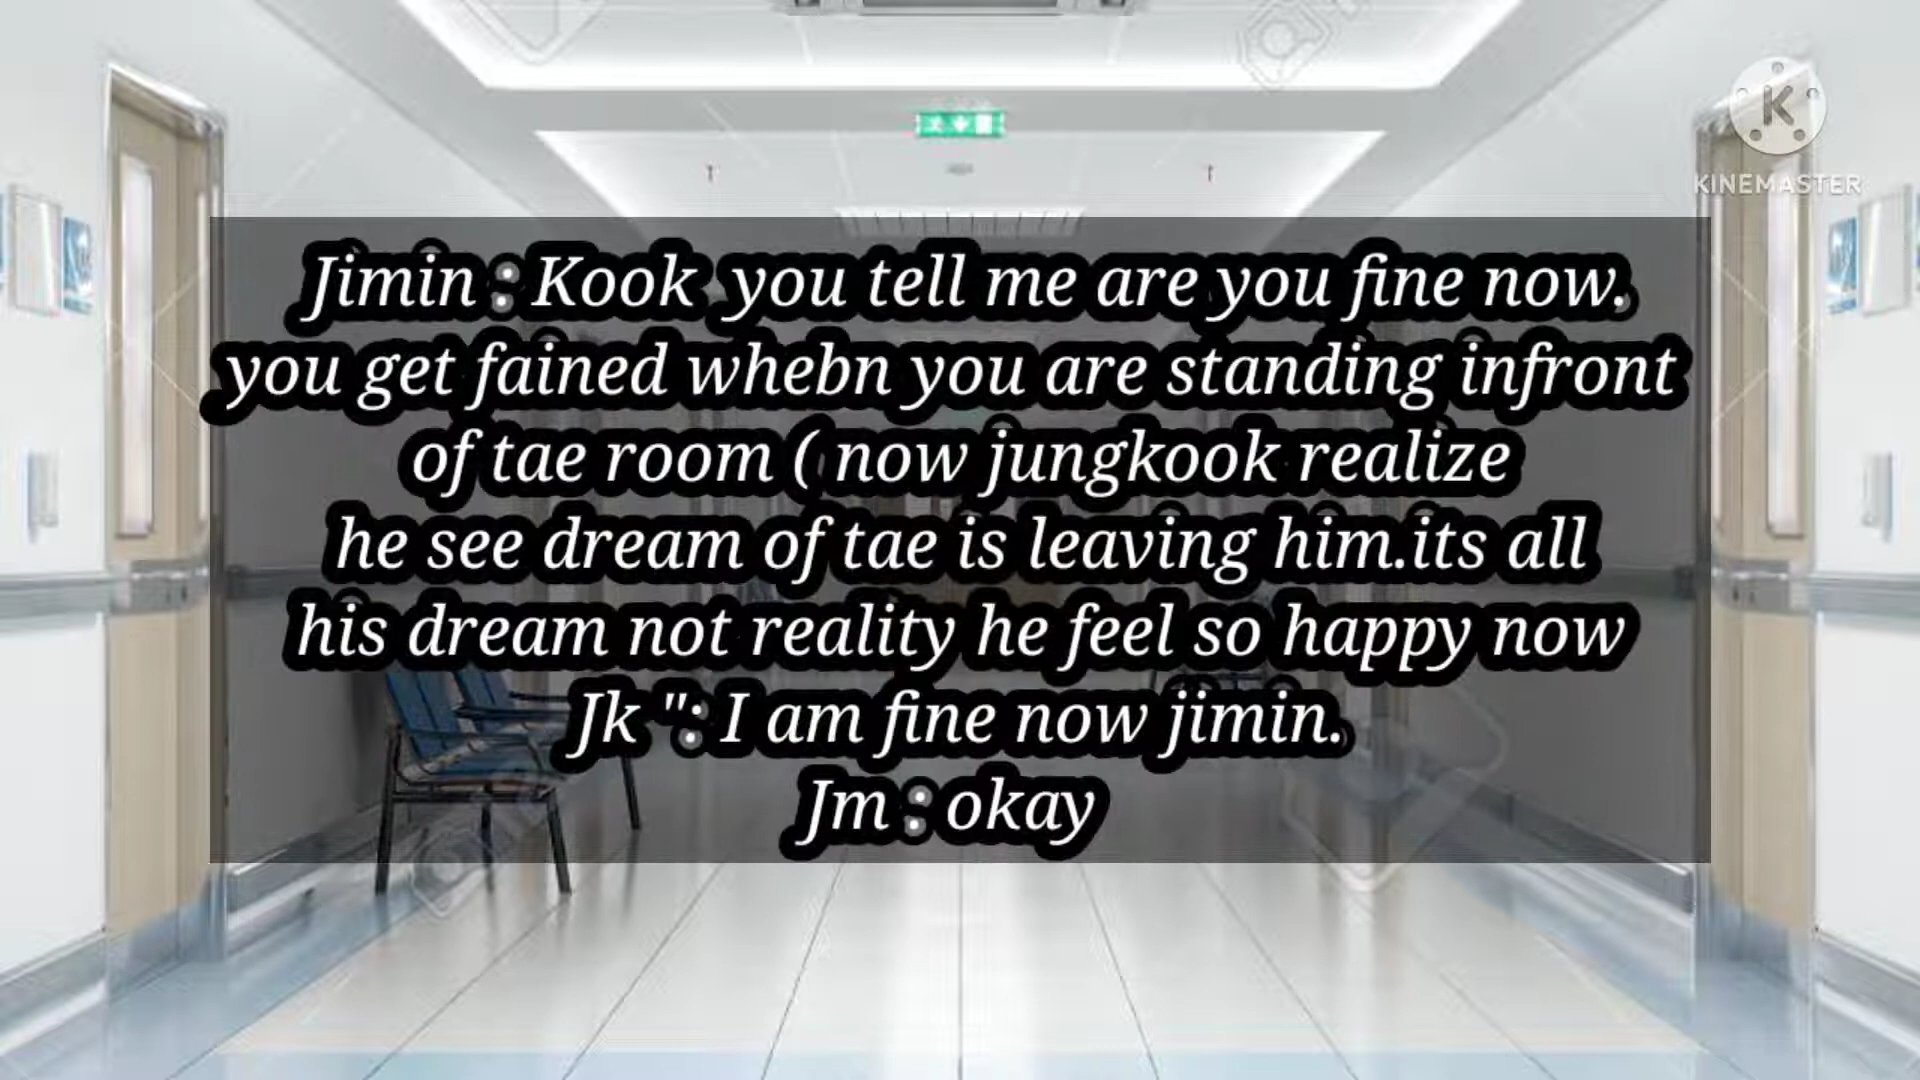 KINEMASTER
Jimin : Kook you tell me are you fine now.
you get fained whebn you are standing infront
of tae room ( now jungkook realize
he see dream of tae is leaving him.its all
his dream not reality he feel so happy now
Jk ": I am fine now jimin.
Jm : okay